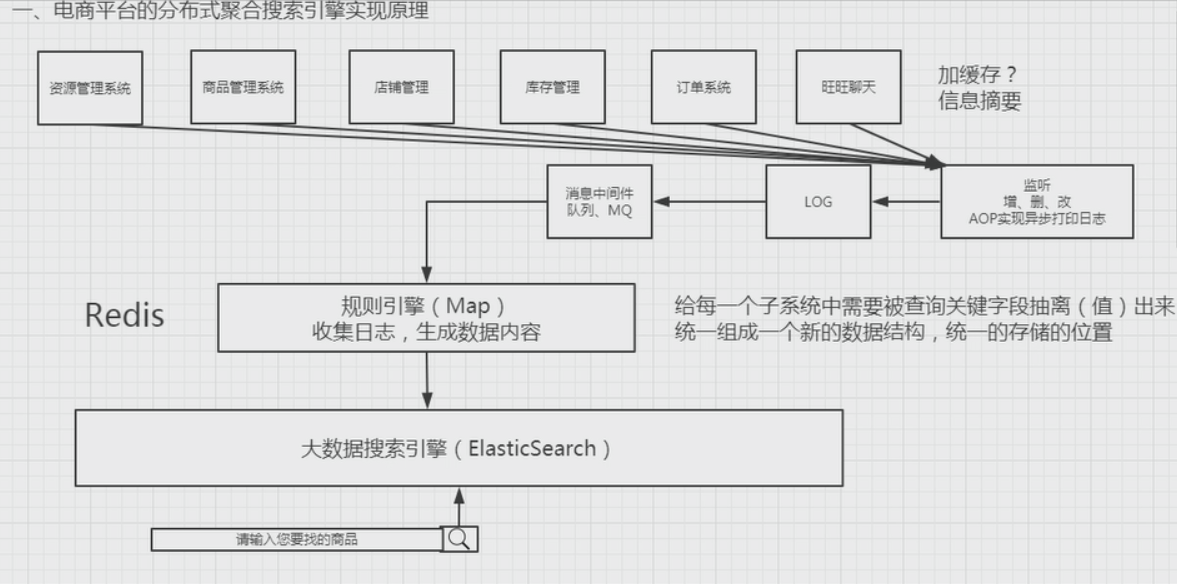 一、电商平台的分布式聚合搜索引擎实现原理
资源管理系统
商品管理系统
店铺管理
库存管理
订单系统
旺旺聊天
加缓存？
信息摘要
消息中间件
队列、MQ
LOG
监听
增、删、改
AOP实现异步打印日志
Redis
规则引擎（Map）
收集日志，生成数据内容
给每一个子系统中需要被查询关键字段抽离（值）出来
统一组成一个新的数据结构，统一的存储的位置
大数据搜索引擎（ElasticSearch）
请输入您要找的商品